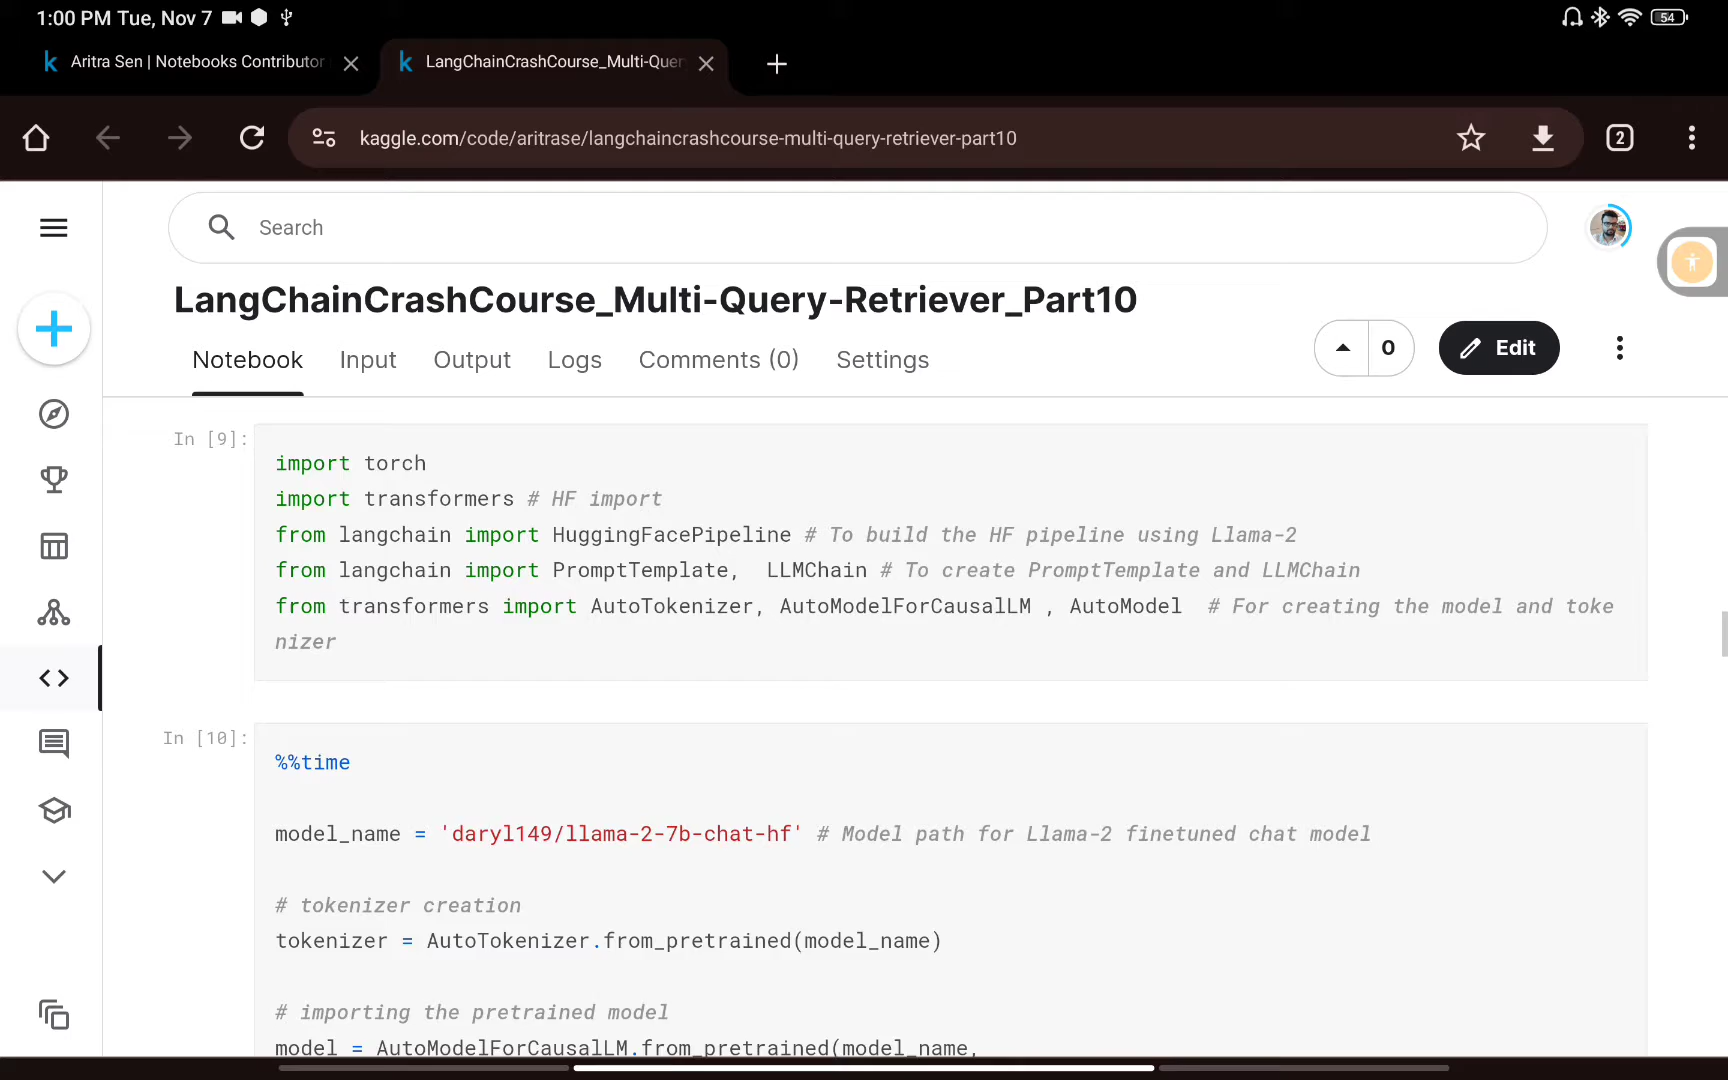 1:00 PM Tue, Nov 7
54
Aritra Sen | Notebooks Contributor
LangChainCrashCourse_Multi-Quer
kaggle.com/code/aritrase/langchaincrashcourse-multi-query-retriever-part10
2
Search
LangChainCrashCourse_Multi-Query-Retriever_Part10
Notebook Input Output Logs Comments (0) Settings
0
Edit
In [9]:
import torch
import transformers # HF import
from langchain import HuggingFacePipeline # To build the HF pipeline using Llama-2
from langchain import PromptTemplate,  LLMChain # To create PromptTemplate and LLMChain
from transformers import AutoTokenizer, AutoModelForCausalLM , AutoModel  # For creating the model and toke
nizer
In [10]:
%%time
model_name = 'daryl149/llama-2-7b-chat-hf' # Model path for Llama-2 finetuned chat model
# tokenizer creation
tokenizer = AutoTokenizer.from_pretrained(model_name)
# importing the pretrained model
model = AutoModelForCausalLM.from_pretrained(model_name,